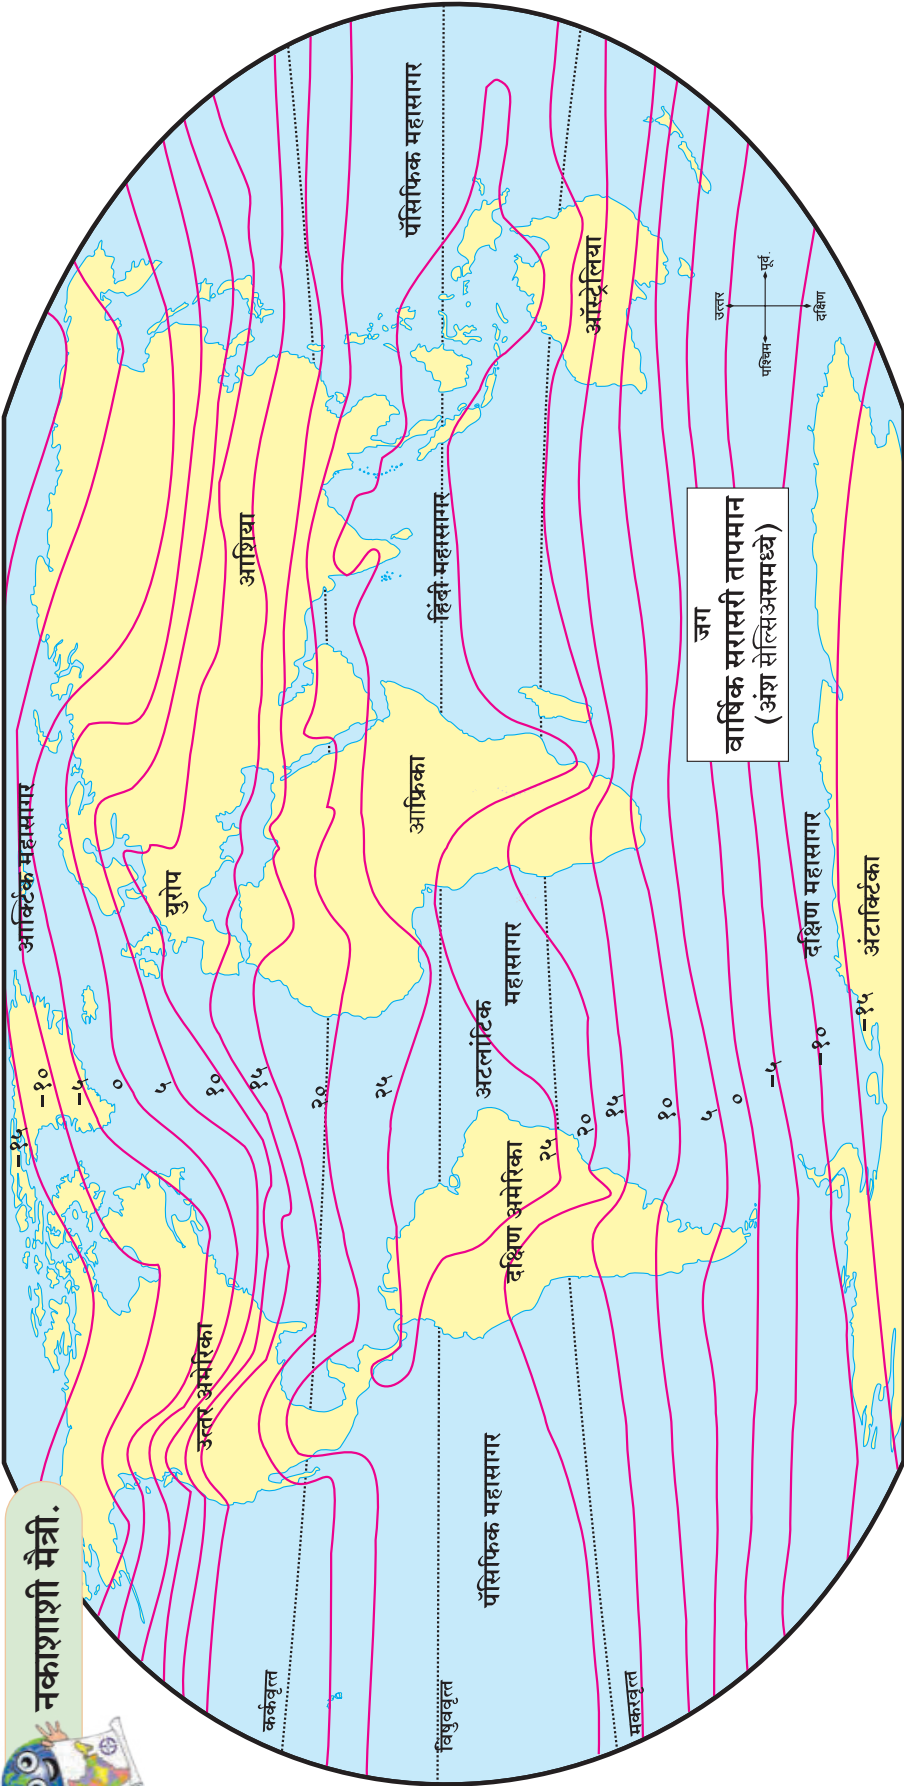 नकाशाशी मैत्री.
आर्क्टिक महासागर
-१५
-१०
-५
०
५
१०
१५
२०
२५
उत्तर अमेरिका
युरोप
आशिया
आफ्रिका
पॅसिफिक महासागर
कर्कवृत्त
विषुववृत्त
मकरवृत्त
पॅसिफिक महासागर
अटलांटिक
महासागर
हिंदी महासागर
दक्षिण अमेरिका
ऑस्ट्रेलिया
२५
२०
१५
१०
५
०
-५
-१०
-१५
जग
वार्षिक सरासरी तापमान
(अंश सेल्सिअसमध्ये)
उत्तर
पश्चिम
पूर्व
दक्षिण
दक्षिण महासागर
अंटार्क्टिका